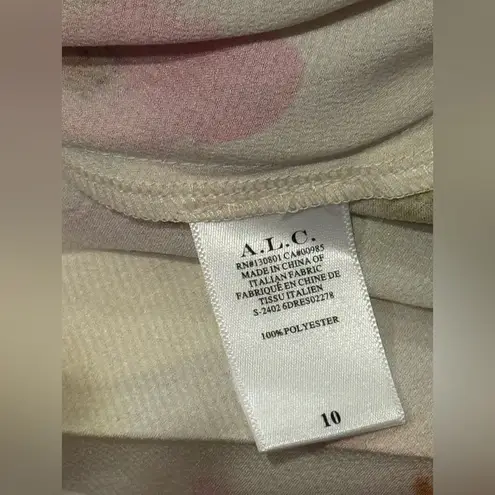 A.L.C.
RN#130801 CA#00985
MADE IN CHINA OF
ITALIAN FABRIC
FABRIQUÉ EN CHINE DE
TISSU ITALIEN
S-2402 6DRES02278
100% POLYESTER
10